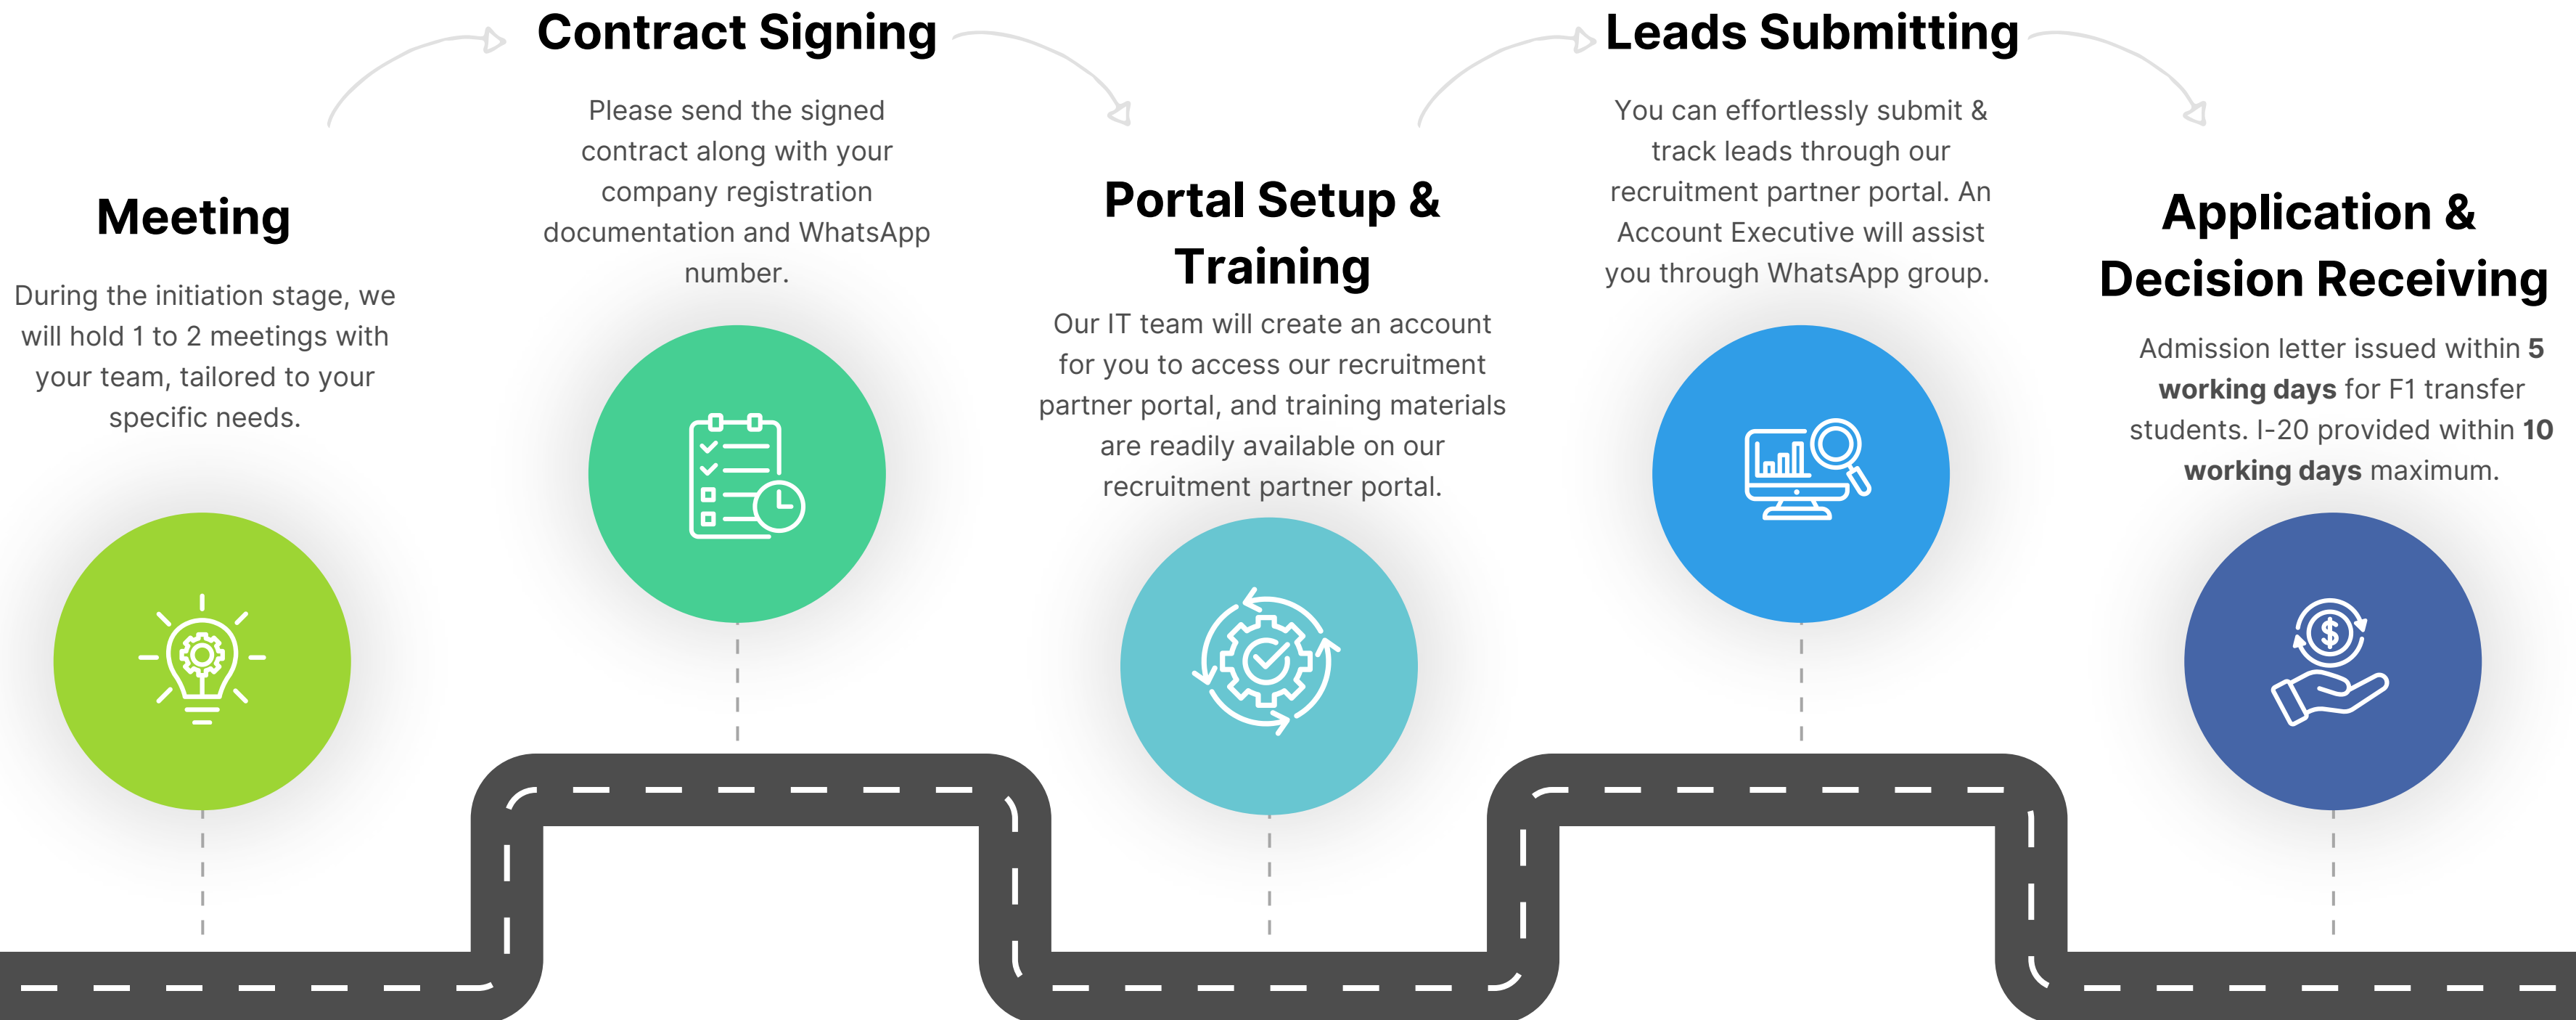 Meeting
During the initiation stage, we
will hold 1 to 2 meetings with
your team, tailored to your
specific needs.
Contract Signing
Please send the signed
contract along with your
company registration
documentation and WhatsApp
number.
Portal Setup &
Training
Our IT team will create an account
for you to access our recruitment
partner portal, and training materials
are readily available on our
recruitment partner portal.
Leads Submitting
You can effortlessly submit &
track leads through our
recruitment partner portal. An
Account Executive will assist
you through WhatsApp group.
Application &
Decision Receiving
Admission letter issued within 5
working days for F1 transfer
students. I-20 provided within 10
working days maximum.
$